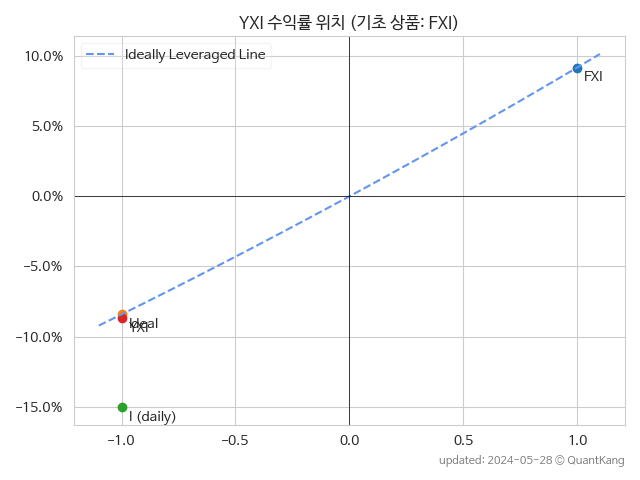 YXI 수익률 위치 (기초 상품: FXI)
Ideally Leveraged Line
10.0%
5.0%
0.0%
−5.0%
−10.0%
−15.0%
FXI
Ideal
YXI
I (daily)
−1.0 −0.5 0.0 0.5 1.0
updated: 2024-05-28 © QuantKang